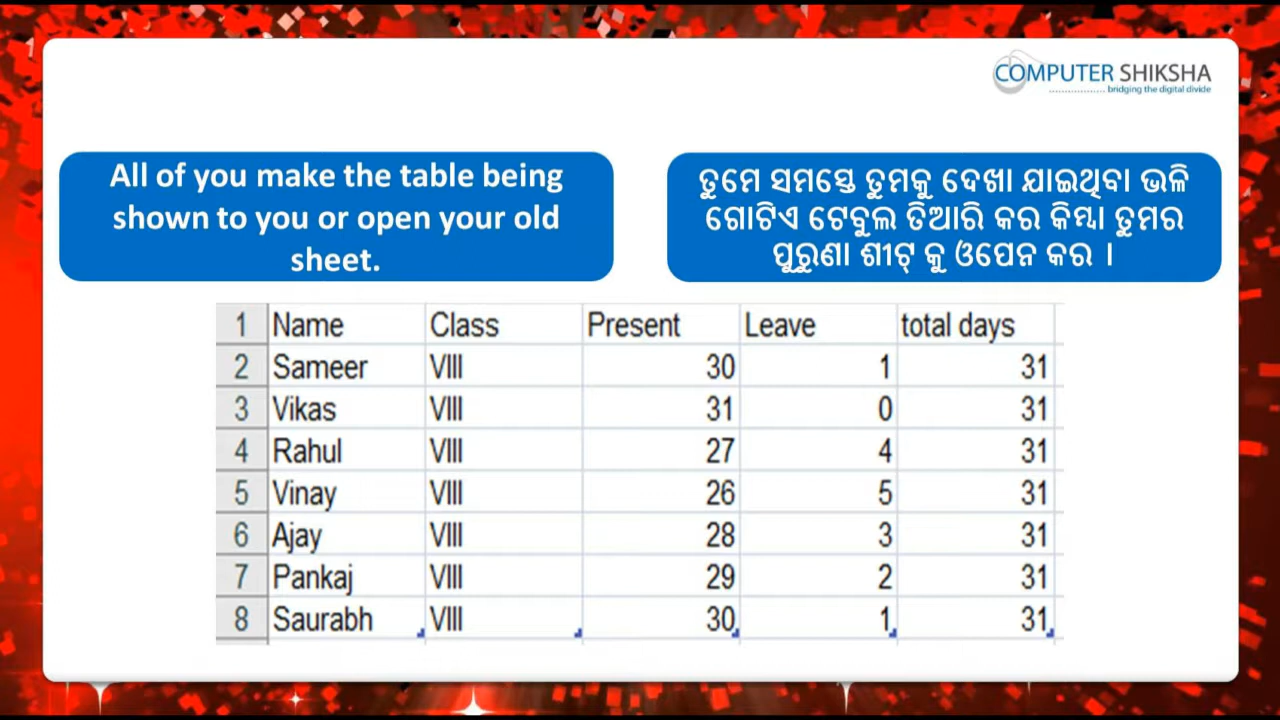 COMPUTER SHIKSHA
bridging the digital divide
All of you make the table being
shown to you or open your old
sheet.
ତୁମେ ସମସ୍ତେ ତୁମକୁ ଦେଖା ଯାଇଥିବା ଭଳି
ଗୋଟିଏ ଟେବୁଲ ତିଆରି କର କିମ୍ବା ତୁମର
ପୁରୁଣା ଶୀଟ୍ କୁ ଓପେନ କର ।
1 Name Class Present Leave total days
2 Sameer VIII 30 1 31
3 Vikas VIII 31 0 31
4 Rahul VIII 27 4 31
5 Vinay VIII 26 5 31
6 Ajay VIII 28 3 31
7 Pankaj VIII 29 2 31
8 Saurabh VIII 30 1 31